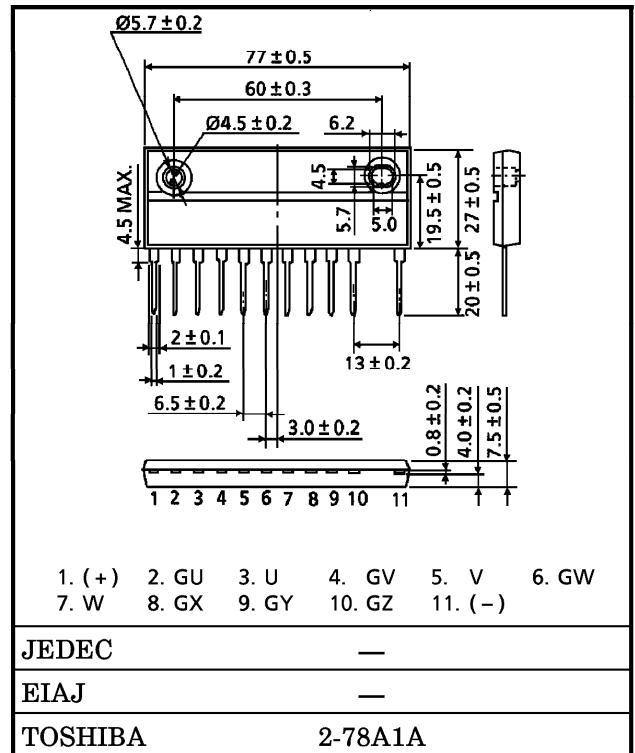 Ø5.7 ± 0.2
77 ± 0.5
60 ± 0.3
Ø4.5 ± 0.2
6.2
4.5 MAX.
4.5
5.7
5.0
19.5 ± 0.5
27 ± 0.5
20 ± 0.5
2 ± 0.1
13 ± 0.2
1 ± 0.2
6.5 ± 0.2
3.0 ± 0.2
0.8 ± 0.2
4.0 ± 0.2
7.5 ± 0.5
1 2 3 4 5 6 7 8 9 10 11
1. (+) 2. GU 3. U 4. GV 5. V 6. GW
7. W 8. GX 9. GY 10. GZ 11. (−)
JEDEC —
EIAJ —
TOSHIBA 2-78A1A